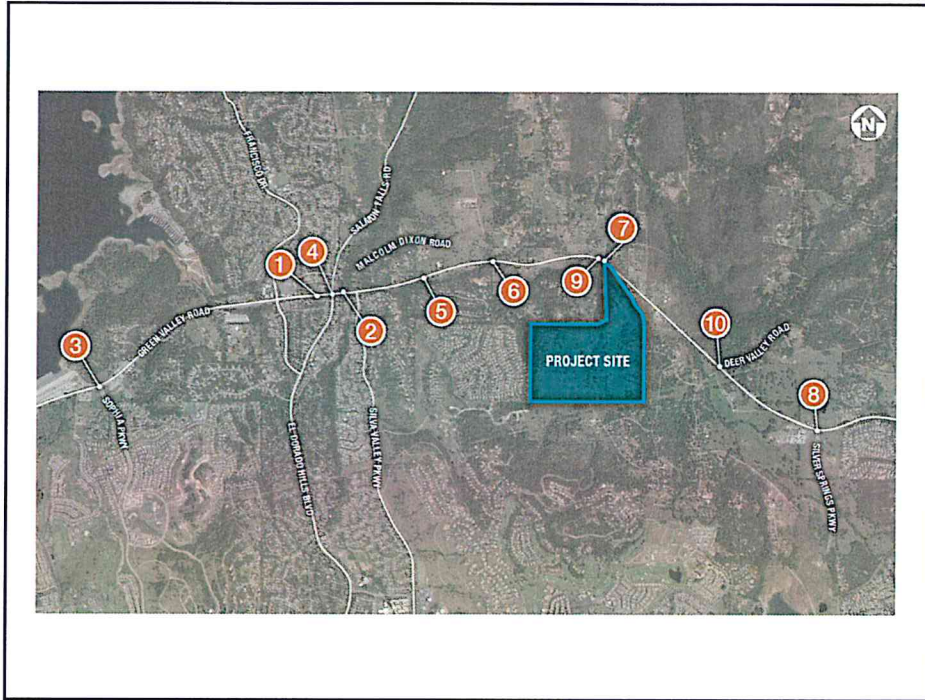 N
FRANCISCO DR
SALMON FALLS RD
7
4
MALCOLM DIXON ROAD
1
9
6
5
2
10
GREEN VALLEY ROAD
3
PROJECT SITE
DEER VALLEY ROAD
8
SOPHIA PKWY
EL DORADO HILLS BLVD
SILVA VALLEY PKWY
SILVER SPRINGS PKWY